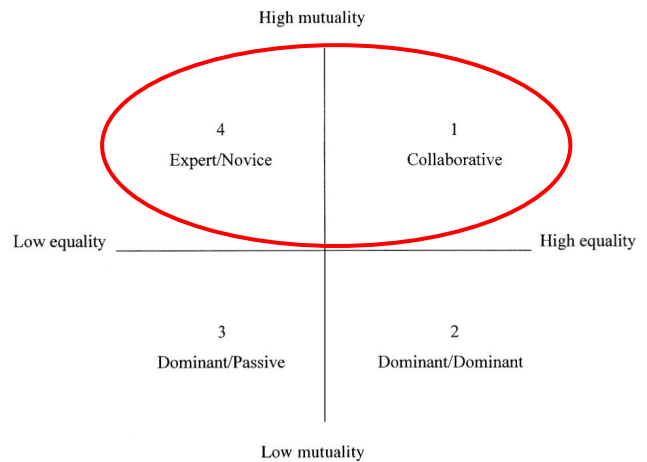 High mutuality
4
Expert/Novice
1
Collaborative
Low equality
High equality
3
Dominant/Passive
2
Dominant/Dominant
Low mutuality